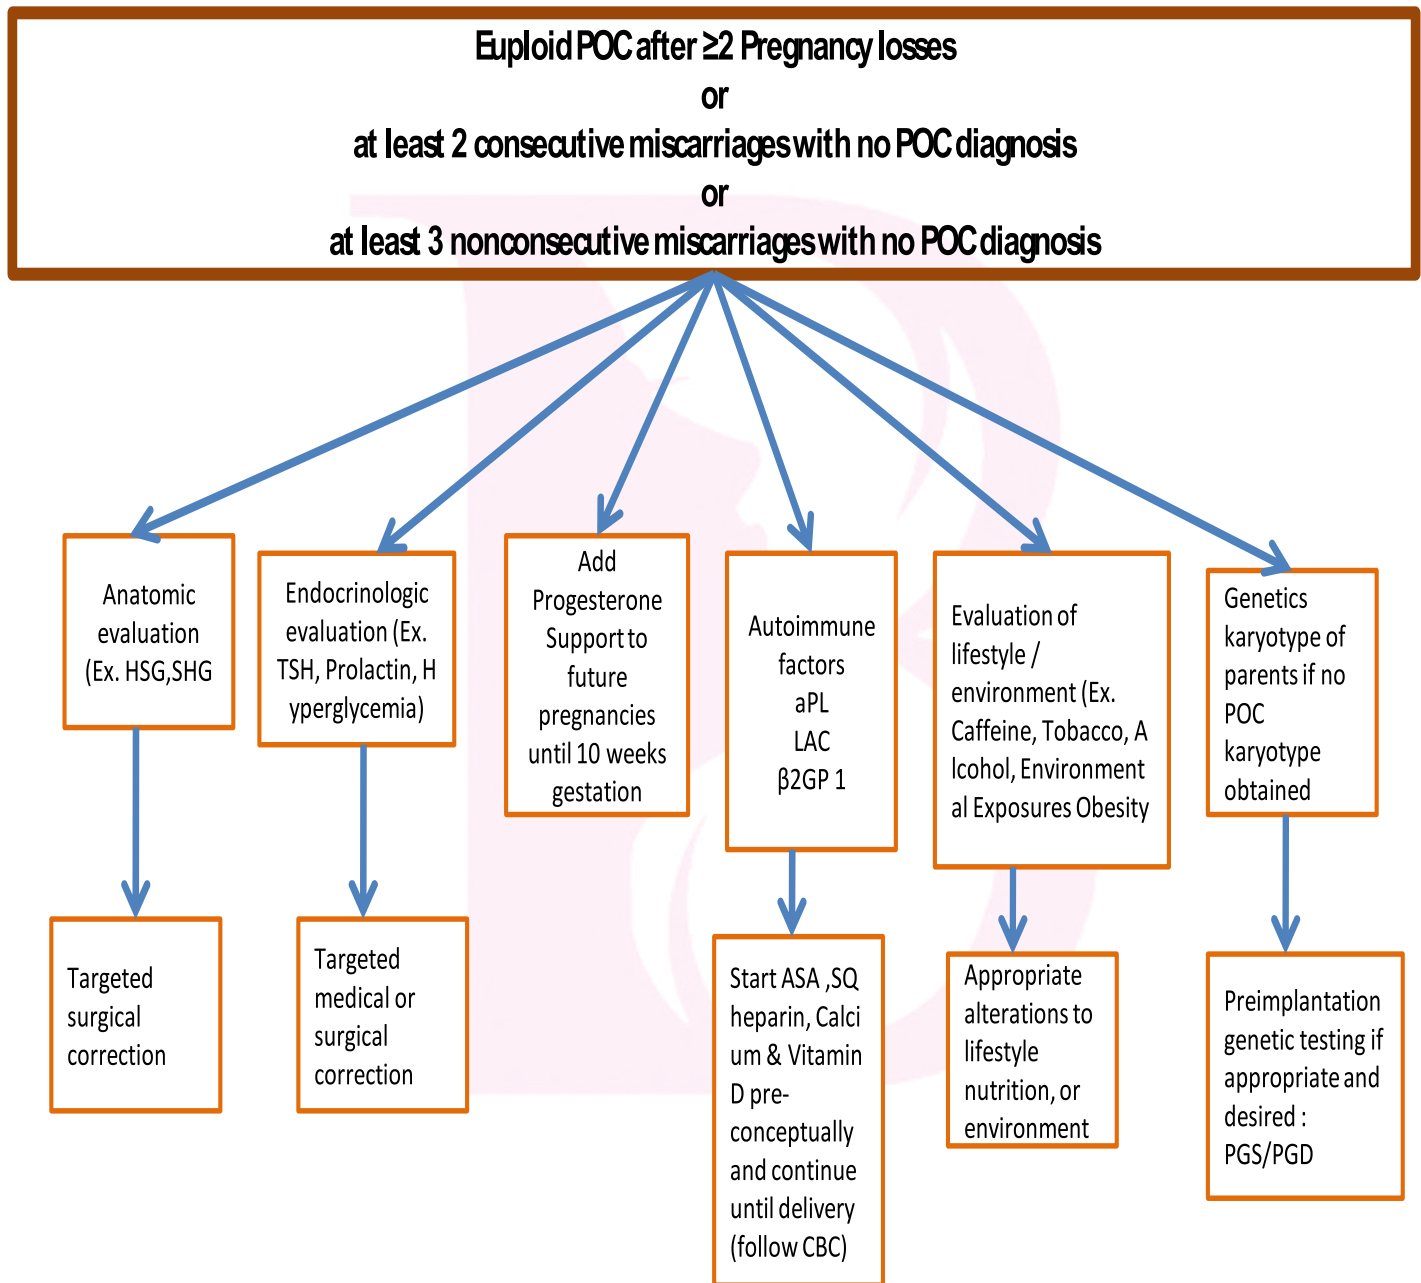 Euploid POC after ≥2 Pregnancy losses
or
at least 2 consecutive miscarriages with no POC diagnosis
or
at least 3 nonconsecutive miscarriages with no POC diagnosis
Anatomic
evaluation
(Ex. HSG,SHG
Endocrinologic
evaluation (Ex.
TSH, Prolactin, H
yperglycemia)
Add
Progesterone
Support to
future
pregnancies
until 10 weeks
gestation
Autoimmune
factors
aPL
LAC
β2GP 1
Evaluation of
lifestyle /
environment (Ex.
Caffeine, Tobacco, A
lcohol, Environment
al Exposures Obesity
Genetics
karyotype of
parents if no
POC
karyotype
obtained
Targeted
surgical
correction
Targeted
medical or
surgical
correction
Start ASA ,SQ
heparin, Calci
um & Vitamin
D pre-
conceptually
and continue
until delivery
(follow CBC)
Appropriate
alterations to
lifestyle
nutrition, or
environment
Preimplantation
genetic testing if
appropriate and
desired :
PGS/PGD